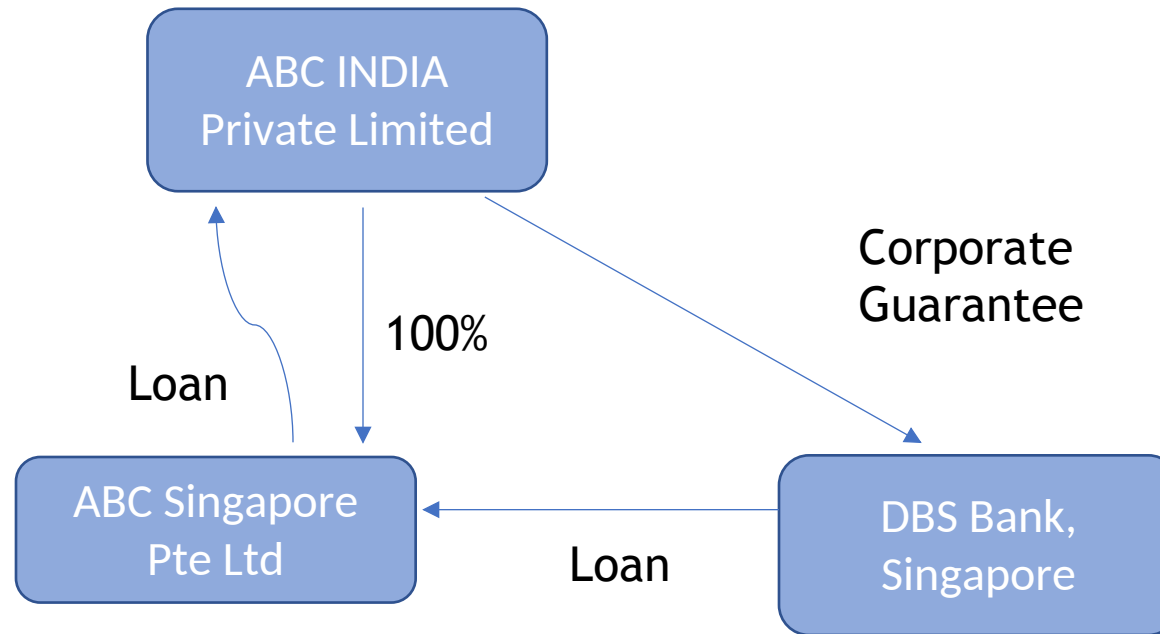 ABC INDIA
Private Limited
Corporate
Guarantee
100%
Loan
ABC Singapore
Pte Ltd
DBS Bank,
Singapore
Loan